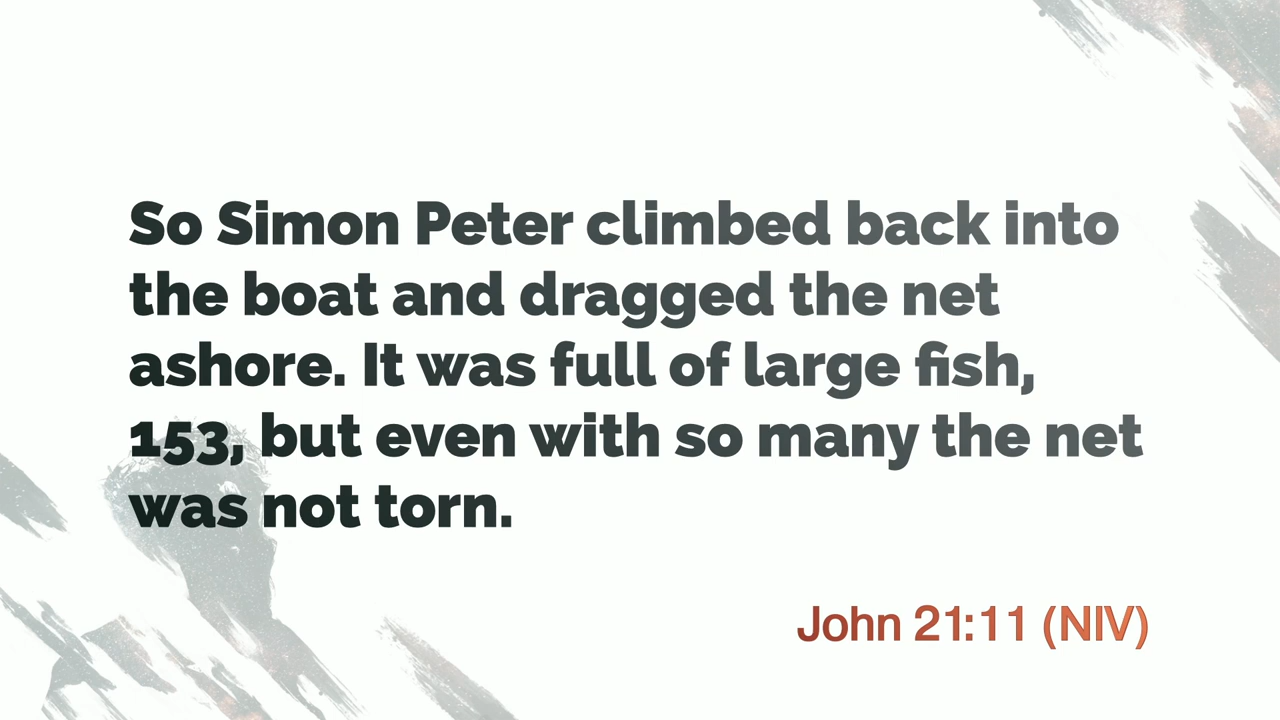 So Simon Peter climbed back into
the boat and dragged the net
ashore. It was full of large fish,
153, but even with so many the net
was not torn.
John 21:11 (NIV)